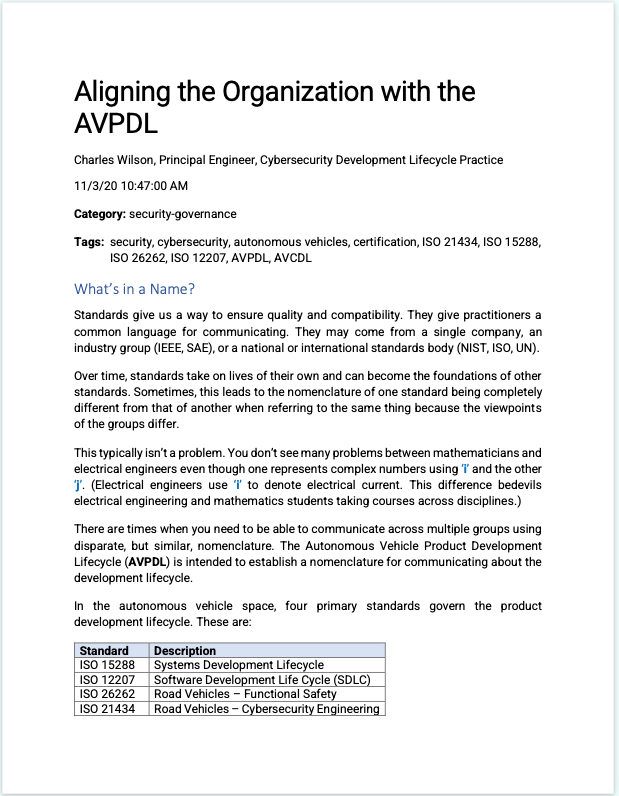 Aligning the Organization with the
AVPDL
Charles Wilson, Principal Engineer, Cybersecurity Development Lifecycle Practice
11/3/20 10:47:00 AM
Category: security-governance
Tags: security, cybersecurity, autonomous vehicles, certification, ISO 21434, ISO 15288,
ISO 26262, ISO 12207, AVPDL, AVCDL
What's in a Name?
Standards give us a way to ensure quality and compatibility. They give practitioners a
common language for communicating. They may come from a single company, an
industry group (IEEE, SAE), or a national or international standards body (NIST, ISO, UN).
Over time, standards take on lives of their own and can become the foundations of other
standards. Sometimes, this leads to the nomenclature of one standard being completely
different from that of another when referring to the same thing because the viewpoints
of the groups differ.
This typically isn't a problem. You don't see many problems between mathematicians and
electrical engineers even though one represents complex numbers using 'i' and the other
'j'. (Electrical engineers use 'i' to denote electrical current. This difference bedevils
electrical engineering and mathematics students taking courses across disciplines.)
There are times when you need to be able to communicate across multiple groups using
disparate, but similar, nomenclature. The Autonomous Vehicle Product Development
Lifecycle (AVPDL) is intended to establish a nomenclature for communicating about the
development lifecycle.
In the autonomous vehicle space, four primary standards govern the product
development lifecycle. These are:
Standard Description
ISO 15288 Systems Development Lifecycle
ISO 12207 Software Development Life Cycle (SDLC)
ISO 26262 Road Vehicles – Functional Safety
ISO 21434 Road Vehicles – Cybersecurity Engineering